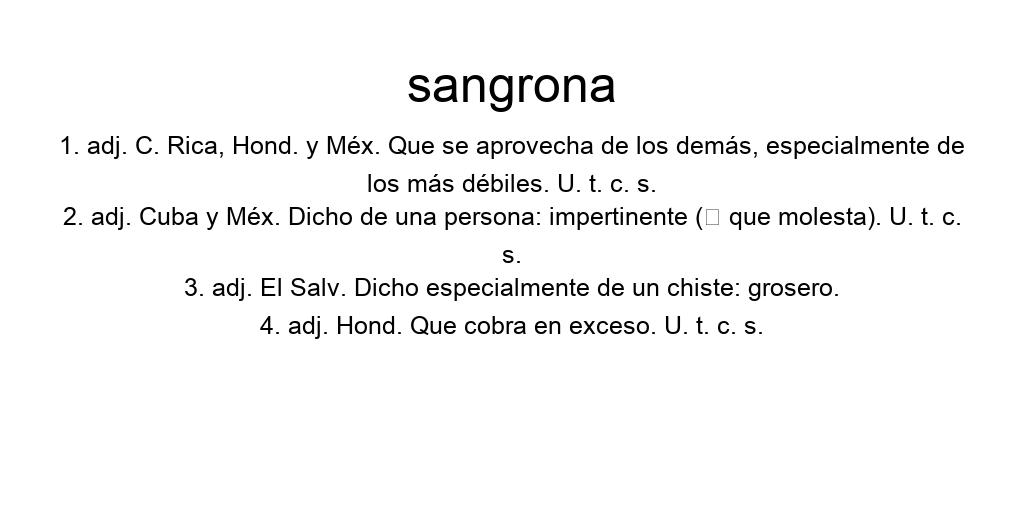 sangrona
1. adj. C. Rica, Hond. y Méx. Que se aprovecha de los demás, especialmente de
los más débiles. U. t. c. s.
2. adj. Cuba y Méx. Dicho de una persona: impertinente (□ que molesta). U. t. c.
s.
3. adj. El Salv. Dicho especialmente de un chiste: grosero.
4. adj. Hond. Que cobra en exceso. U. t. c. s.